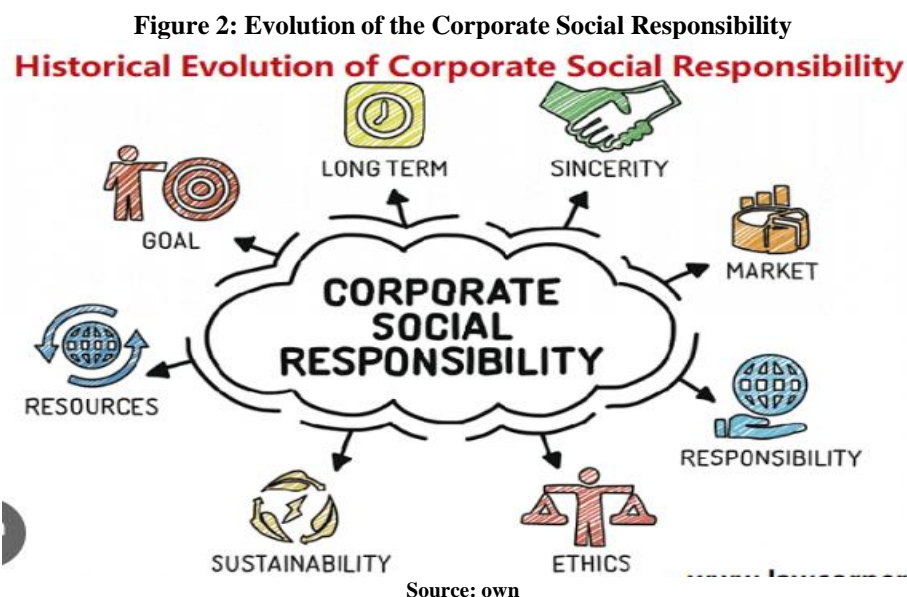 Figure 2: Evolution of the Corporate Social Responsibility
Historical Evolution of Corporate Social Responsibility
LONG TERM
SINCERITY
GOAL
MARKET
CORPORATE
SOCIAL
RESPONSIBILITY
RESOURCES
RESPONSIBILITY
SUSTAINABILITY
ETHICS
Source: own